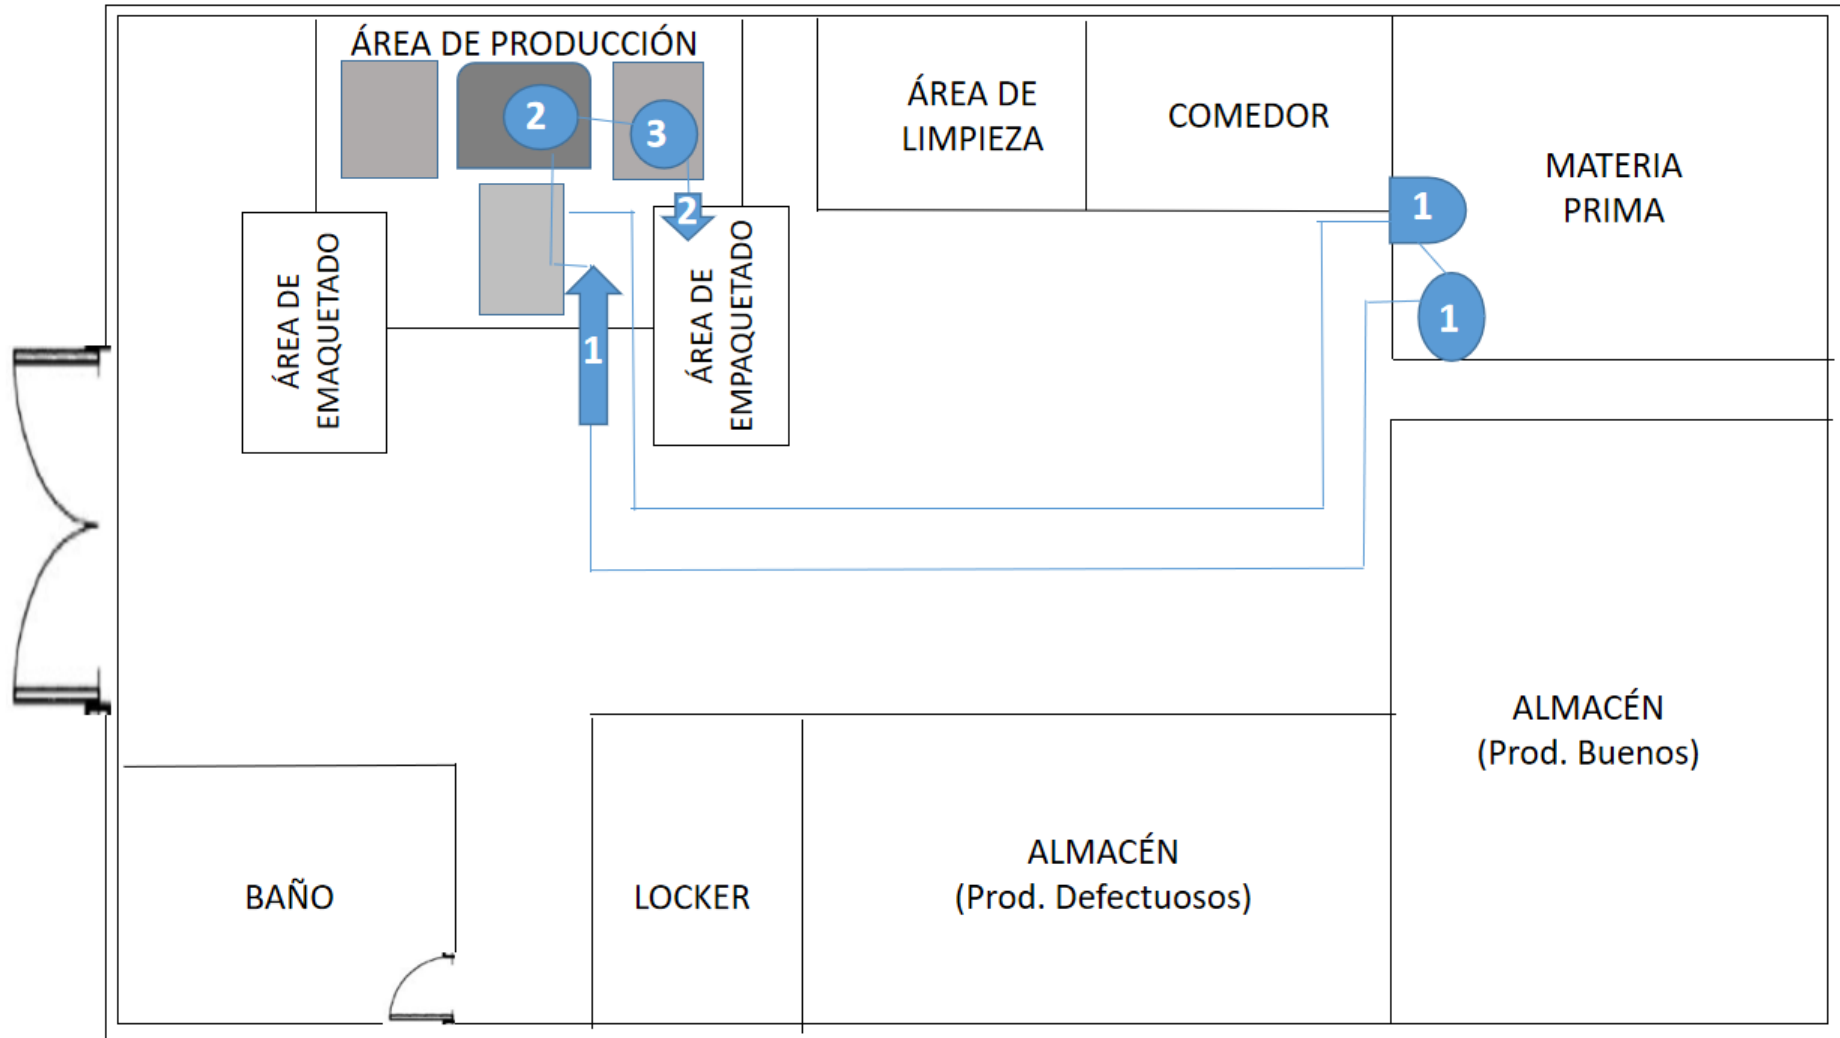 ÁREA DE PRODUCCIÓN
2
3
2
ÁREA DE
EMAQUETADO
1
ÁREA DE
EMPAQUETADO
ÁREA DE
LIMPIEZA
COMEDOR
MATERIA
PRIMA
1
1
ALMACÉN
(Prod. Buenos)
BAÑO
LOCKER
ALMACÉN
(Prod. Defectuosos)